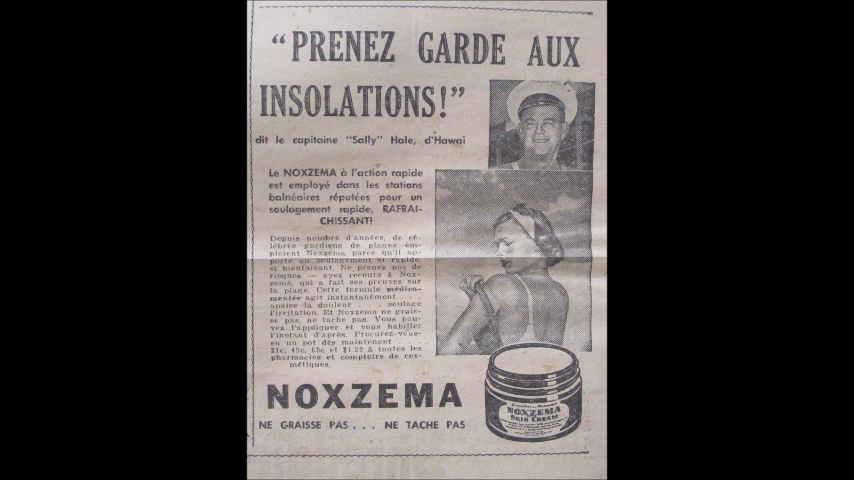 “PRENEZ GARDE AUX
INSOLATIONS!”
dit le capitaine "Sally" Hale, d'Hawaï
Le NOXZEMA à l'action rapide
est employé dans les stations
balnéaires réputées pour un
soulagement rapide, RAFRAI-
CHISSANT!
Depuis nombre d'années, de cé-
lèbres gardiens de plages em-
ploient Noxzema parce qu'il ap-
porte un soulagement si rapide,
si bienfaisant. Ne prenez pas de
risques — ayez recours à Nox-
zema, qui a fait ses preuves sur
la plage. Cette formule médica-
mentée agit instantanément . . .
apaise la douleur . . . . soulage
l'irritation. Et Noxzema ne grais-
se pas, ne tache pas. Vous pou-
vez l'appliquer et vous habiller
l'instant d'après. Procurez-vous-
en un pot dès maintenant . . .
21c, 49c, 69c et $1.39 à toutes les
pharmacies et comptoirs de cos-
métiques.
NOXZEMA
NE GRAISSE PAS . . . NE TACHE PAS
NOXZEMA
SKIN CREAM